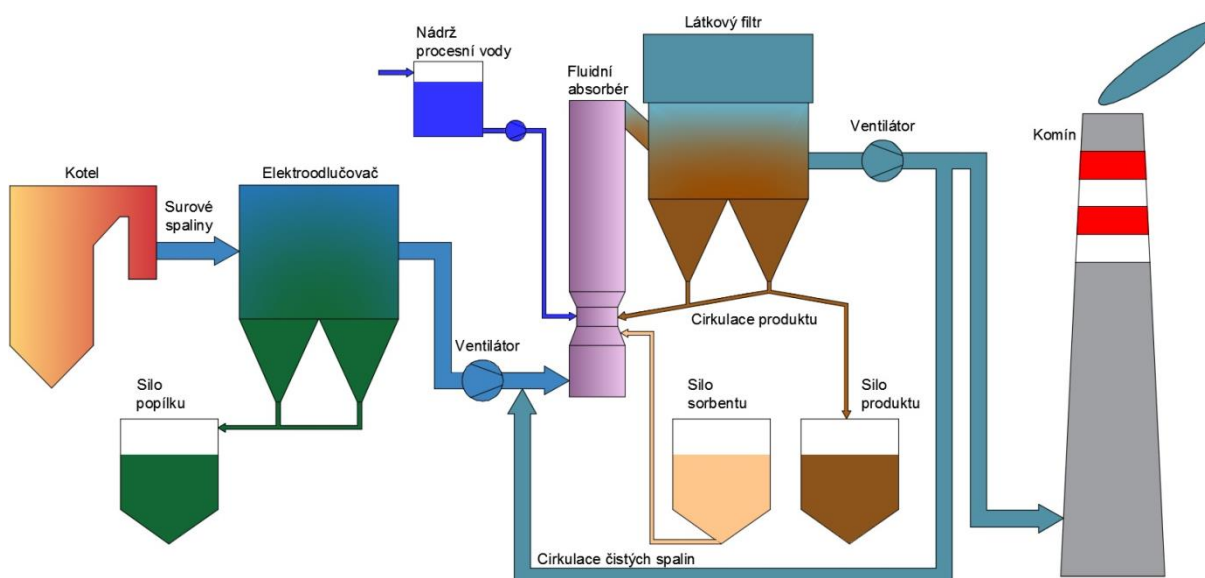 Látkový filtr
Nádrž
procesní vody
Fluidní
absorbér
Ventilátor
Komín
Kotel
Elektroodlučovač
Surové
spaliny
Cirkulace produktu
Ventilátor
Silo
popílku
Silo
sorbentu
Silo
produktu
Cirkulace čistých spalin